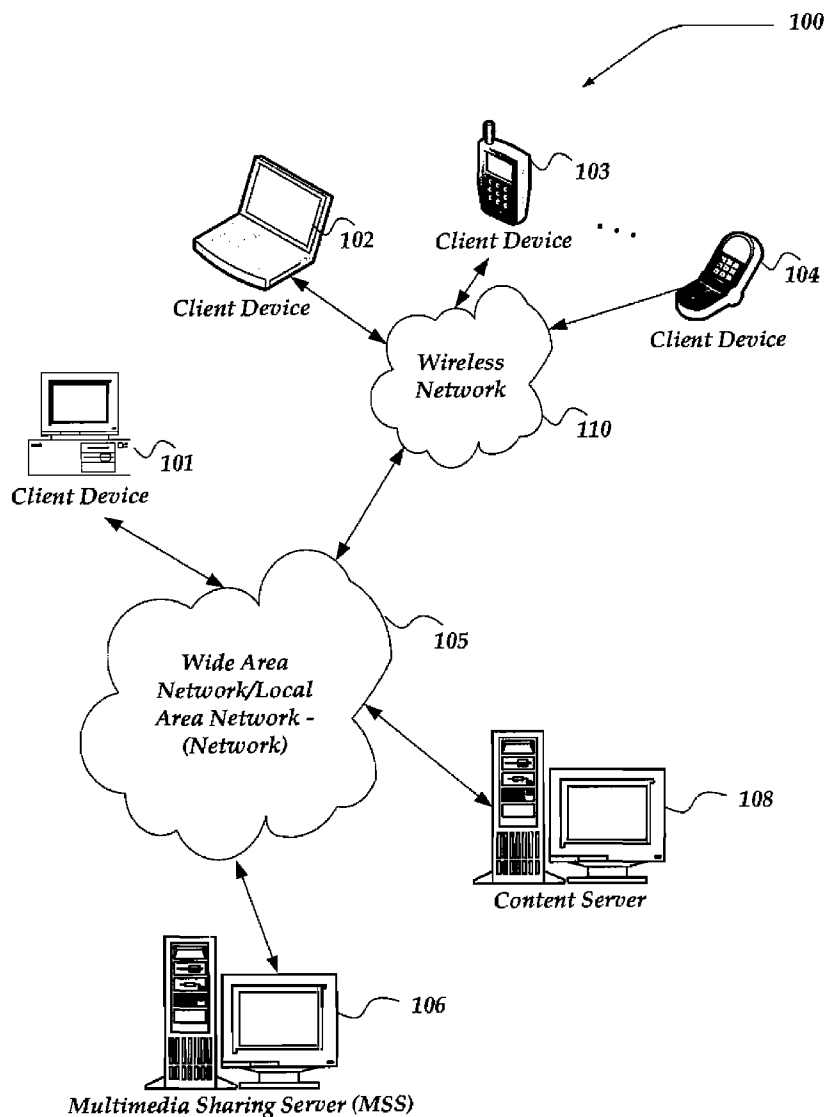 100
103
Client Device
. . .
102
Client Device
104
Client Device
Wireless
Network
110
101
Client Device
105
Wide Area
Network/Local
Area Network -
(Network)
108
Content Server
106
Multimedia Sharing Server (MSS)